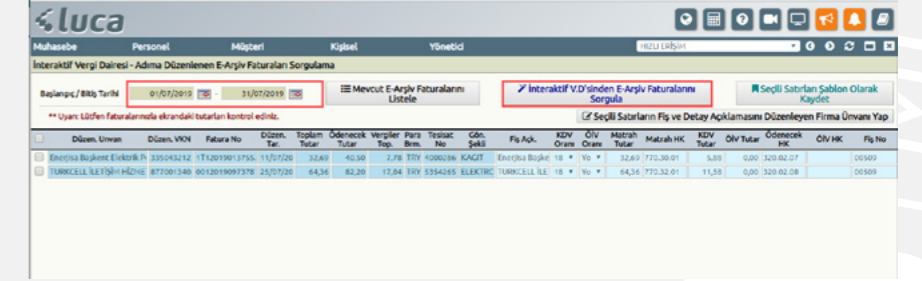 luca
Muhasebe Personel Müşteri Kişisel Yönetici HIZLI ERİŞİM
İnteraktif Vergi Dairesi - Adıma Düzenlenen E-Arşiv Faturaları Sorgulama
Başlangıç / Bitiş Tarihi 01/07/2019 - 31/07/2019 Mevcut E-Arşiv Faturalarını Listele İnteraktif V.D'sinden E-Arşiv Faturalarını Sorgula Seçili Satırları Şablon Olarak Kaydet
** Uyarı: Lütfen faturalarınızla ekrandaki tutarları kontrol ediniz. Seçili Satırların Fiş ve Detay Açıklamasını Düzenleyen Firma Ünvanı Yap
Düzen. Unvan Düzen. VKN Fatura No Düzen. Tar. Toplam Tutar Ödenecek Tutar Vergiler Top. Para Brm. Tesisat No Gön. Şekli Fiş Açk. KDV Oranı ÖİV Oranı Matrah Tutar Matrah HK KDV Tutar ÖİV Tutar Ödenecek HK ÖİV HK Fiş No
Enerjisa Başkent Elektrik 335043212 11/07/20 32,69 40,50 7,78 TRY 4000286 KAGIT Enerjisa Başke 18 Yo 32,69 770.30.01 5,88 0,00 320.02.07 00509
TURKCELL İLETİŞİM HİZME 877001340 0012019097378 25/07/20 64,36 82,20 17,84 TRY 5354265 ELEKTRC TURKCELL İLE 18 Yo 64,36 770.32.01 11,58 0,00 320.02.08 00509